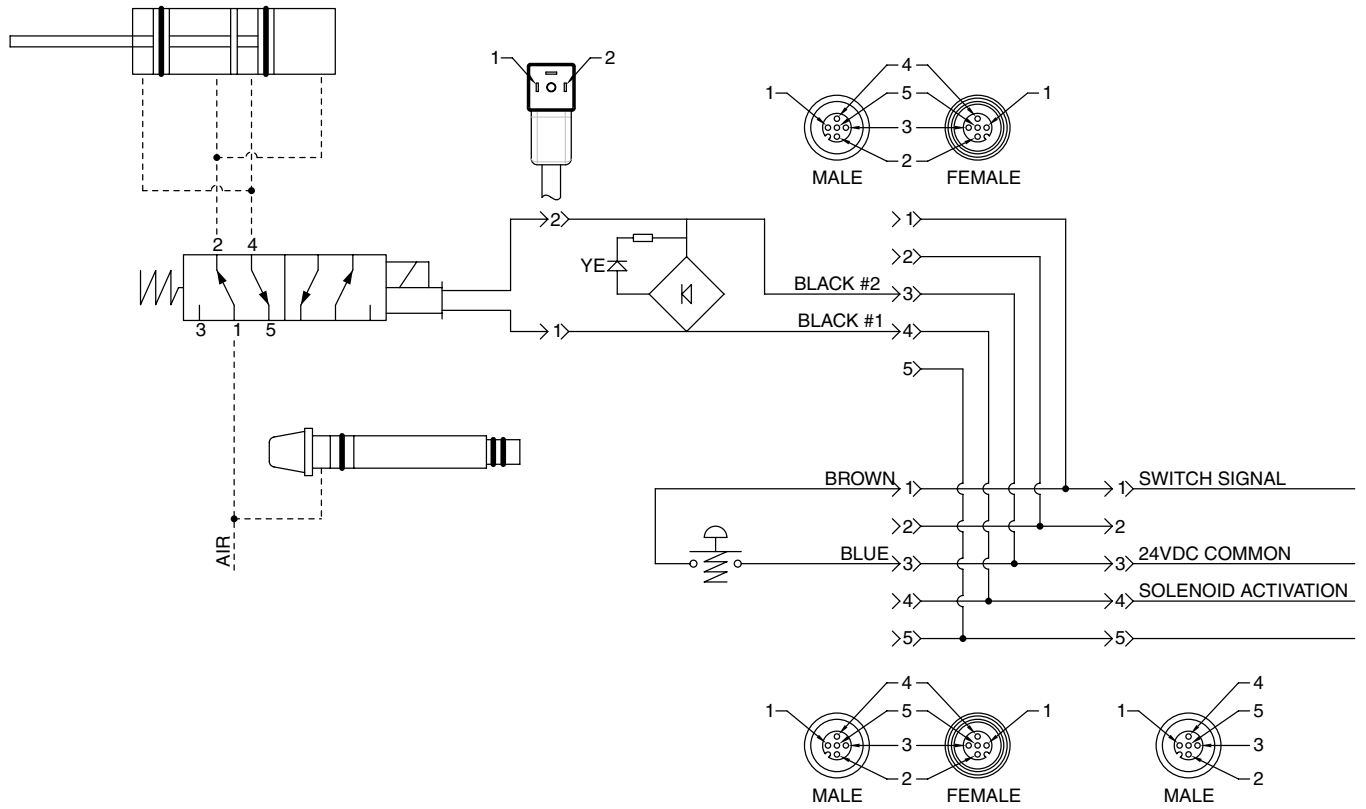 1 2
4
1 5 1
3
2
MALE FEMALE
2 4
2 1
2
YE
BLACK #2 3
BLACK #1
1 4
5
3 1 5
BROWN 1 1 SWITCH SIGNAL
2 2
BLUE 3 3 24VDC COMMON
4 4 SOLENOID ACTIVATION
5 5
AIR
4 4
1 5 1 1 5
3 3
2 2
MALE FEMALE MALE